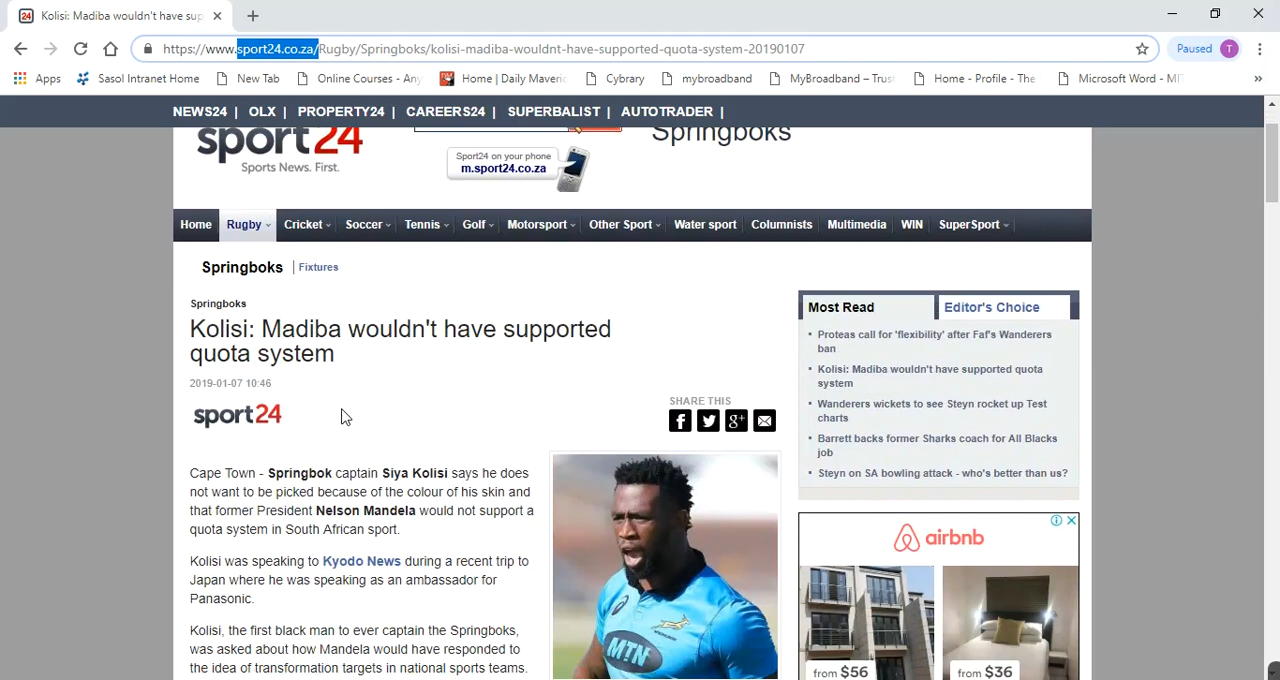 Kolisi: Madiba wouldn't have sup
https://www.sport24.co.za/Rugby/Springboks/kolisi-madiba-wouldnt-have-supported-quota-system-20190107
Paused T
Apps Sasol Intranet Home New Tab Online Courses - Any Home | Daily Maveric Cybrary mybroadband MyBroadband – Trust Home - Profile - The Microsoft Word - MIT »
NEWS24 | OLX | PROPERTY24 | CAREERS24 | SUPERBALIST | AUTOTRADER |
sport24
Sports News. First.
Sport24 on your phone
m.sport24.co.za
Springboks
Home Rugby Cricket Soccer Tennis Golf Motorsport Other Sport Water sport Columnists Multimedia WIN SuperSport
Springboks | Fixtures
Springboks
Kolisi: Madiba wouldn't have supported
quota system
2019-01-07 10:46
sport24
SHARE THIS
Cape Town - Springbok captain Siya Kolisi says he does
not want to be picked because of the colour of his skin and
that former President Nelson Mandela would not support a
quota system in South African sport.
Kolisi was speaking to Kyodo News during a recent trip to
Japan where he was speaking as an ambassador for
Panasonic.
Kolisi, the first black man to ever captain the Springboks,
was asked about how Mandela would have responded to
the idea of transformation targets in national sports teams.
MTN
Most Read Editor's Choice
Proteas call for 'flexibility' after Faf's Wanderers
ban
Kolisi: Madiba wouldn't have supported quota
system
Wanderers wickets to see Steyn rocket up Test
charts
Barrett backs former Sharks coach for All Blacks
job
Steyn on SA bowling attack - who's better than us?
airbnb
from $56
from $36